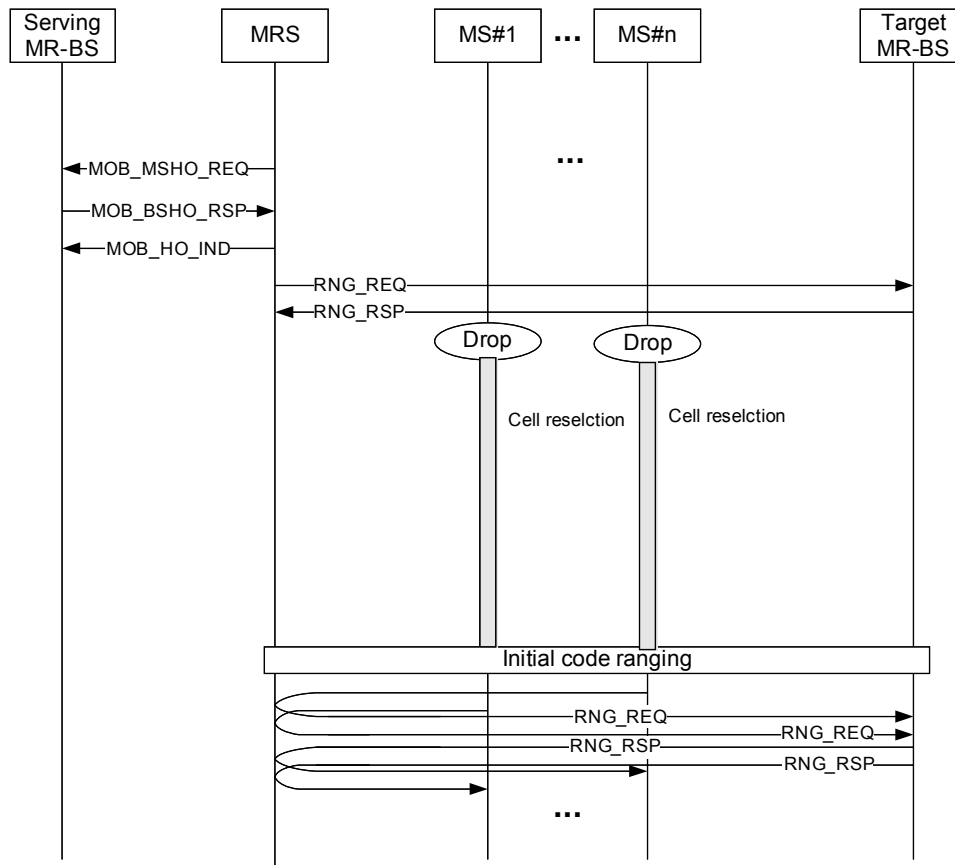 Serving
MR-BS
MRS
MS#1
...
MS#n
Target
MR-BS
...
MOB_MSHO_REQ
MOB_BSHO_RSP
MOB_HO_IND
RNG_REQ
RNG_RSP
Drop
Drop
Cell reselction
Cell reselction
Initial code ranging
RNG_REQ
RNG_REQ
RNG_RSP
RNG_RSP
...